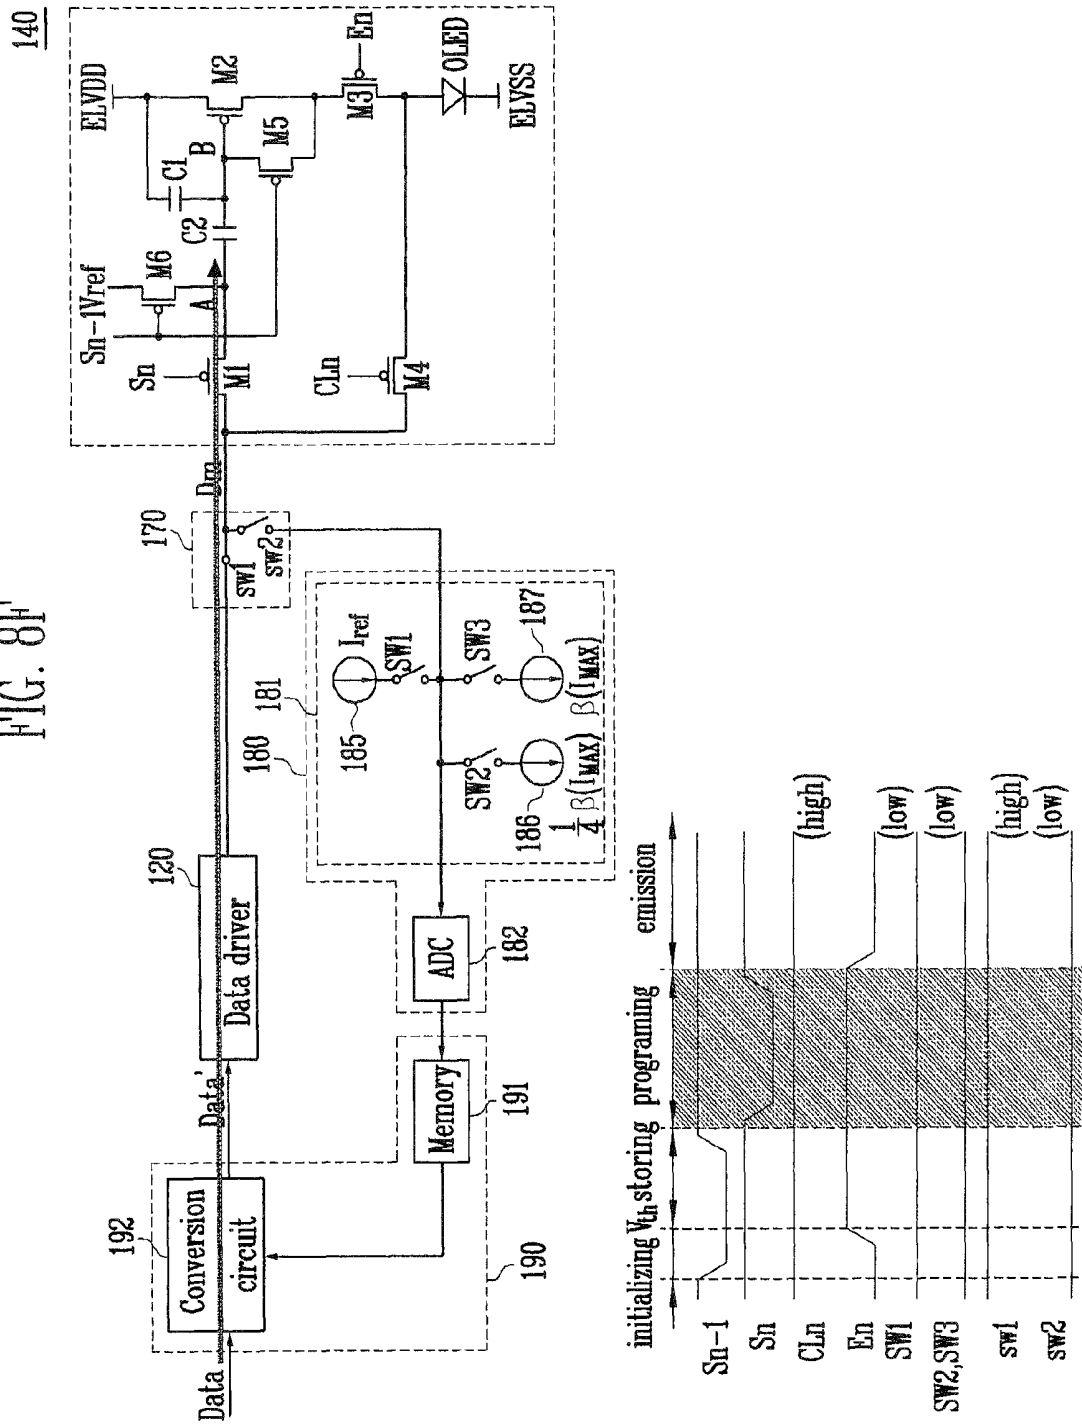 FIG. 8F
140
ELVDD
M2
En
M3
OLED
ELVSS
C1
B
M5
C2
Sn-1
Vref
M6
A
Sn
M1
CLn
M4
Dm
170
sw1
sw2
180
181
185
Iref
SW1
SW3
187
β(IMAX)
SW2
186
1/4 β(IMAX)
120
Data driver
ADC
182
Data'
Memory
191
192
Conversion
circuit
190
Data
initializing
Vth storing
programing
emission
Sn-1
Sn
CLn
(high)
En
SW1
(low)
SW2,SW3
(low)
sw1
(high)
sw2
(low)